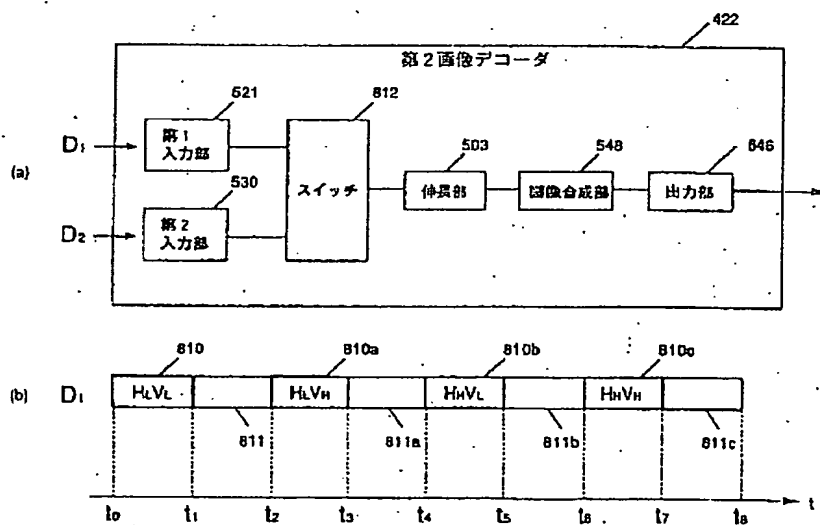 422
第2画像デコーダ
521
812
D1
第1
入力部
スイッチ
503
548
546
(a)
伸長部
画像合成部
出力部
530
D2
第2
入力部
810
810a
810b
810c
(b)
D1
HLVL
HLVH
HHVL
HHVH
811
811a
811b
811c
t0 t1 t2 t3 t4 t5 t6 t7 t8
t